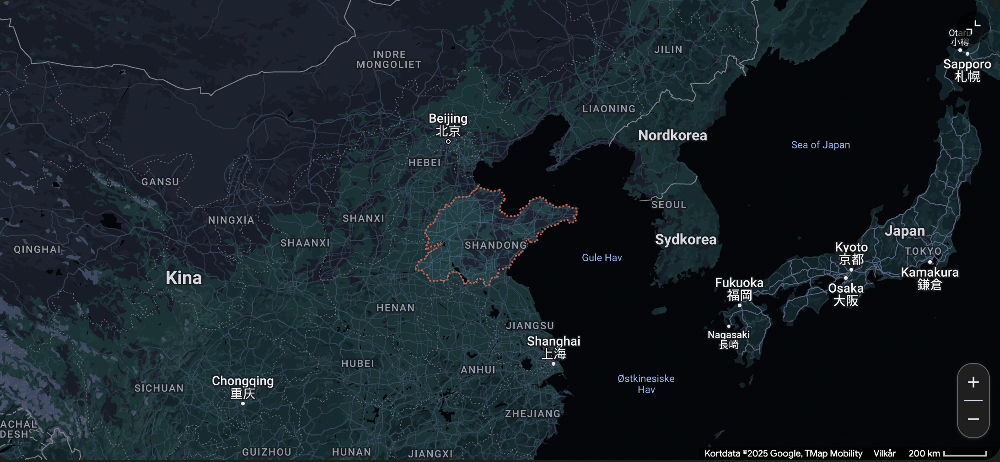 Otaru
小樽
JILIN
INDRE
MONGOLIET
Sapporo
札幌
LIAONING
Beijing
北京
Nordkorea
Sea of Japan
HEBEI
GANSU
SEOUL
SHANXI
NINGXIA
Japan
SHAANXI
SHANDONG
Sydkorea
QINGHAI
Kyoto
京都
TOKYO
Gule Hav
Kina
Kamakura
鎌倉
Fukuoka
福岡
Osaka
大阪
HENAN
JIANGSU
Nagasaki
長崎
Shanghai
上海
HUBEI
ANHUI
Østkinesiske
Hav
Chongqing
重庆
SICHUAN
ZHEJIANG
ACHAL
DESH
GUIZHOU
HUNAN
JIANGXI
Kortdata ©2025 Google, TMap Mobility Vilkår 200 km